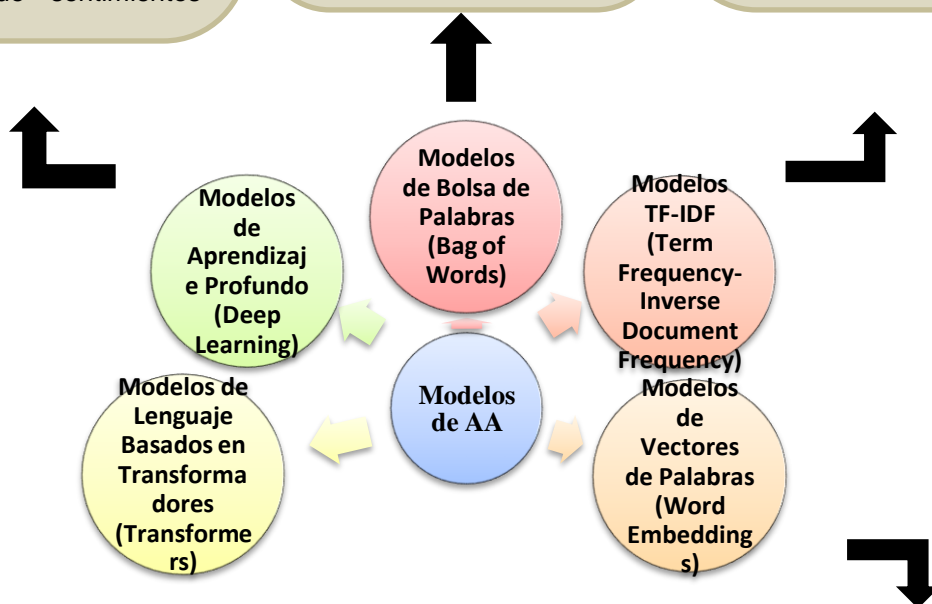 sentimientos
Modelos
de Bolsa de
Palabras
(Bag of
Words)
Modelos
de
Aprendizaj
e Profundo
(Deep
Learning)
Modelos
TF-IDF
(Term
Frequency-
Inverse
Document
Frequency)
Modelos
de AA
Modelos de
Lenguaje
Basados en
Transforma
dores
(Transforme
rs)
Modelos
de
Vectores
de Palabras
(Word
Embedding
s)